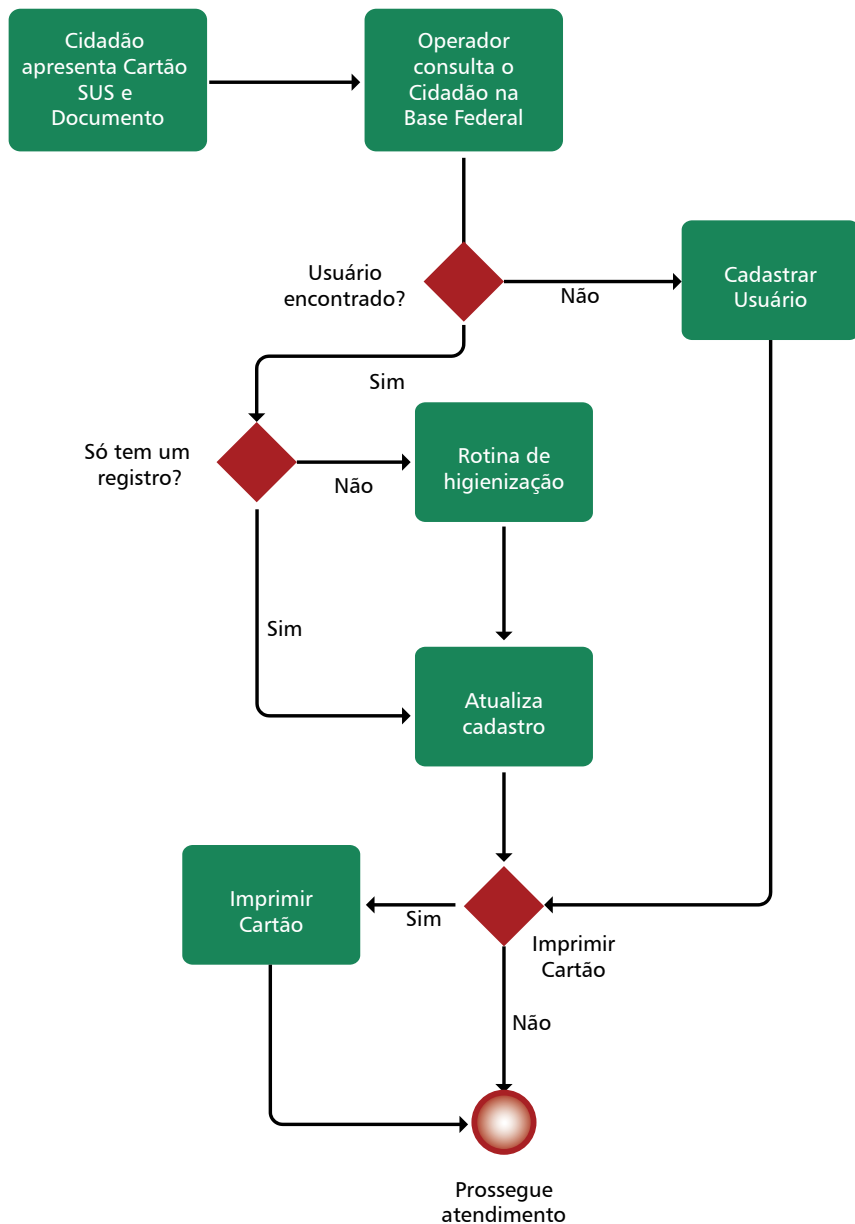 Cidadão
apresenta Cartão
SUS e
Documento
Operador
consulta o
Cidadão na
Base Federal
Usuário
encontrado?
Não
Cadastrar
Usuário
Sim
Só tem um
registro?
Não
Rotina de
higienização
Sim
Atualiza
cadastro
Imprimir
Cartão
Sim
Imprimir
Cartão
Não
Prossegue
atendimento